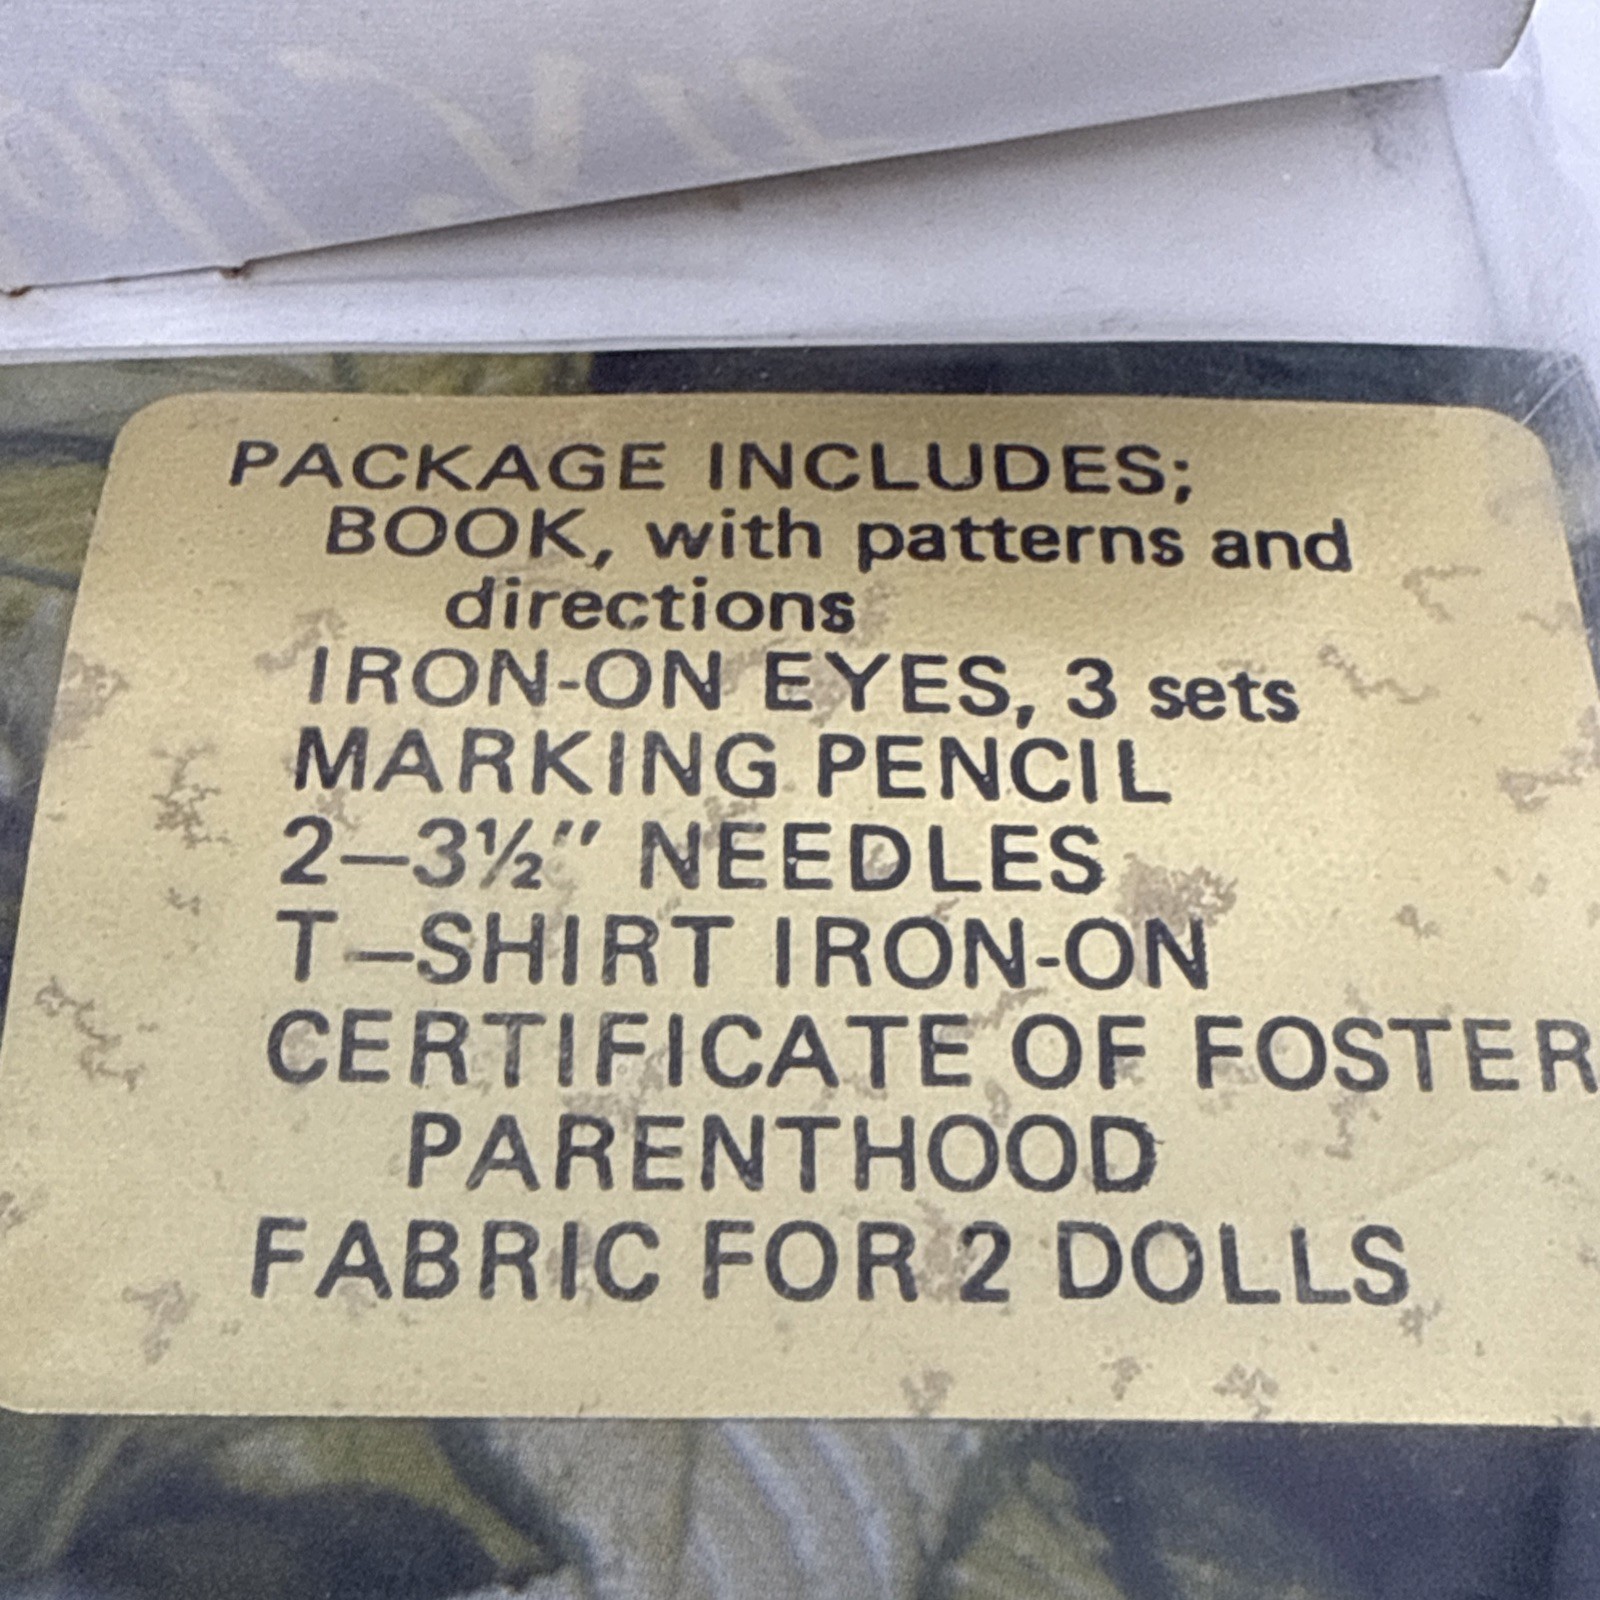 PACKAGE INCLUDES;
BOOK, with patterns and
directions
IRON-ON EYES, 3 sets
MARKING PENCIL
2—3½" NEEDLES
T—SHIRT IRON-ON
CERTIFICATE OF FOSTER
PARENTHOOD
FABRIC FOR 2 DOLLS